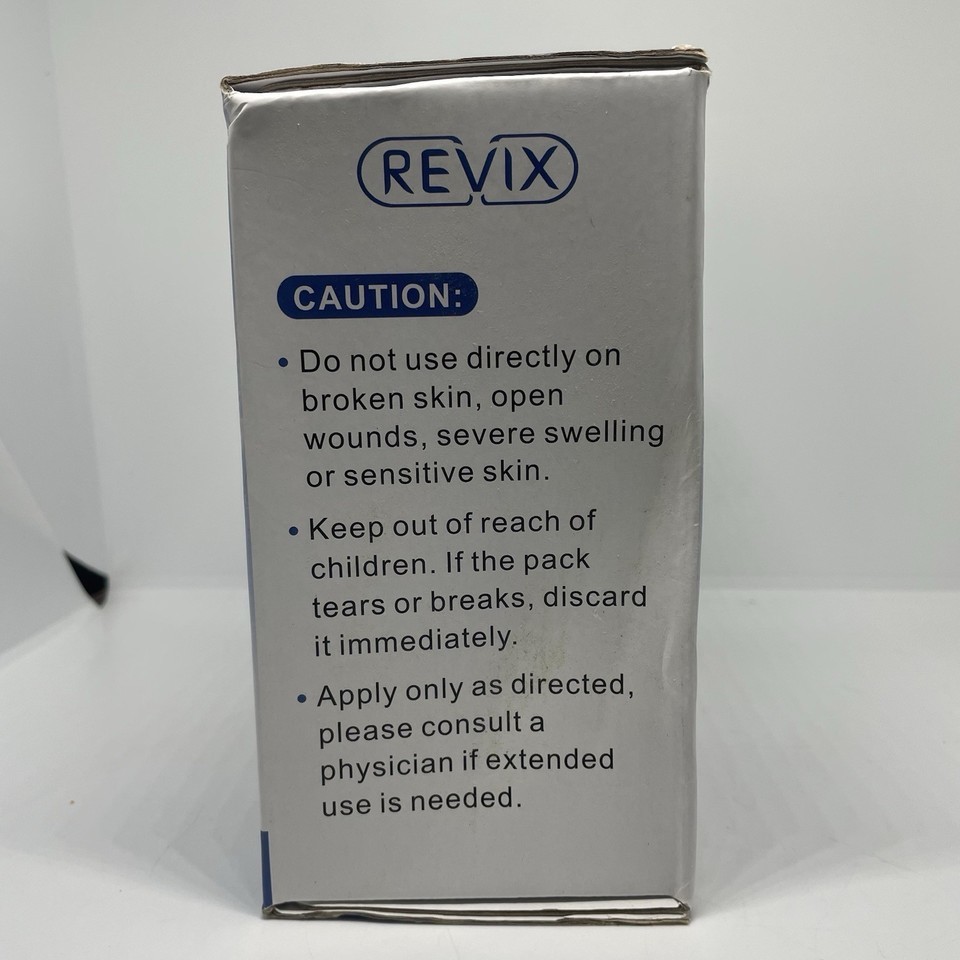 REVIX
CAUTION:
• Do not use directly on
broken skin, open
wounds, severe swelling
or sensitive skin.
• Keep out of reach of
children. If the pack
tears or breaks, discard
it immediately.
• Apply only as directed,
please consult a
physician if extended
use is needed.